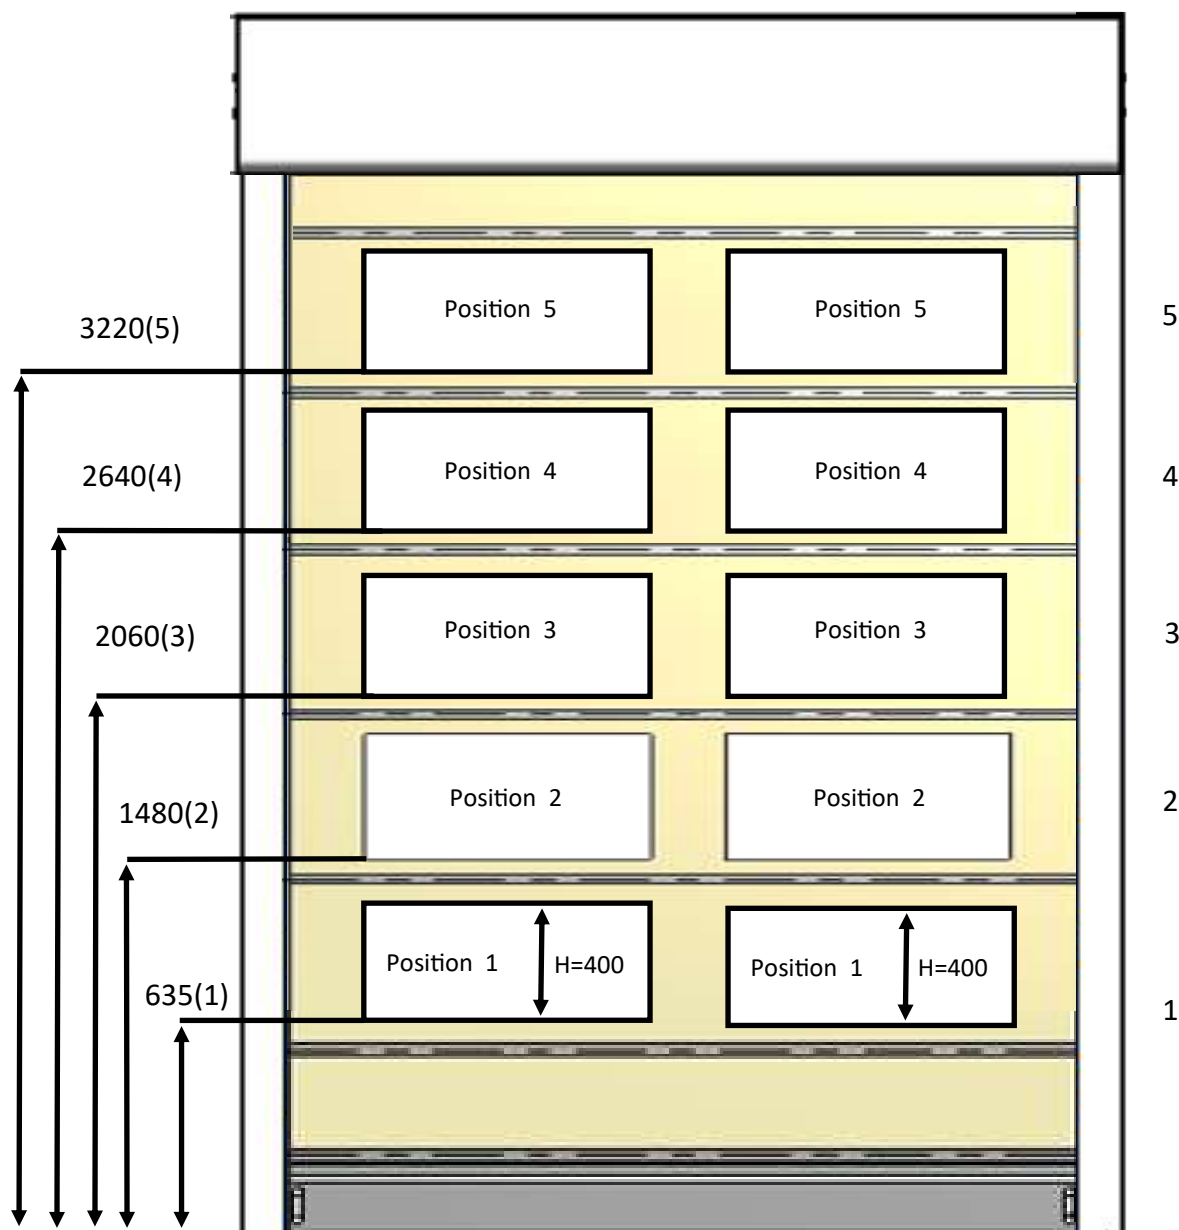 Position 5 Position 5
5
3220(5)
Position 4 Position 4
2640(4)
4
Position 3 Position 3
2060(3)
3
Position 2 Position 2
1480(2)
2
Position 1 H=400 Position 1 H=400
635(1)
1